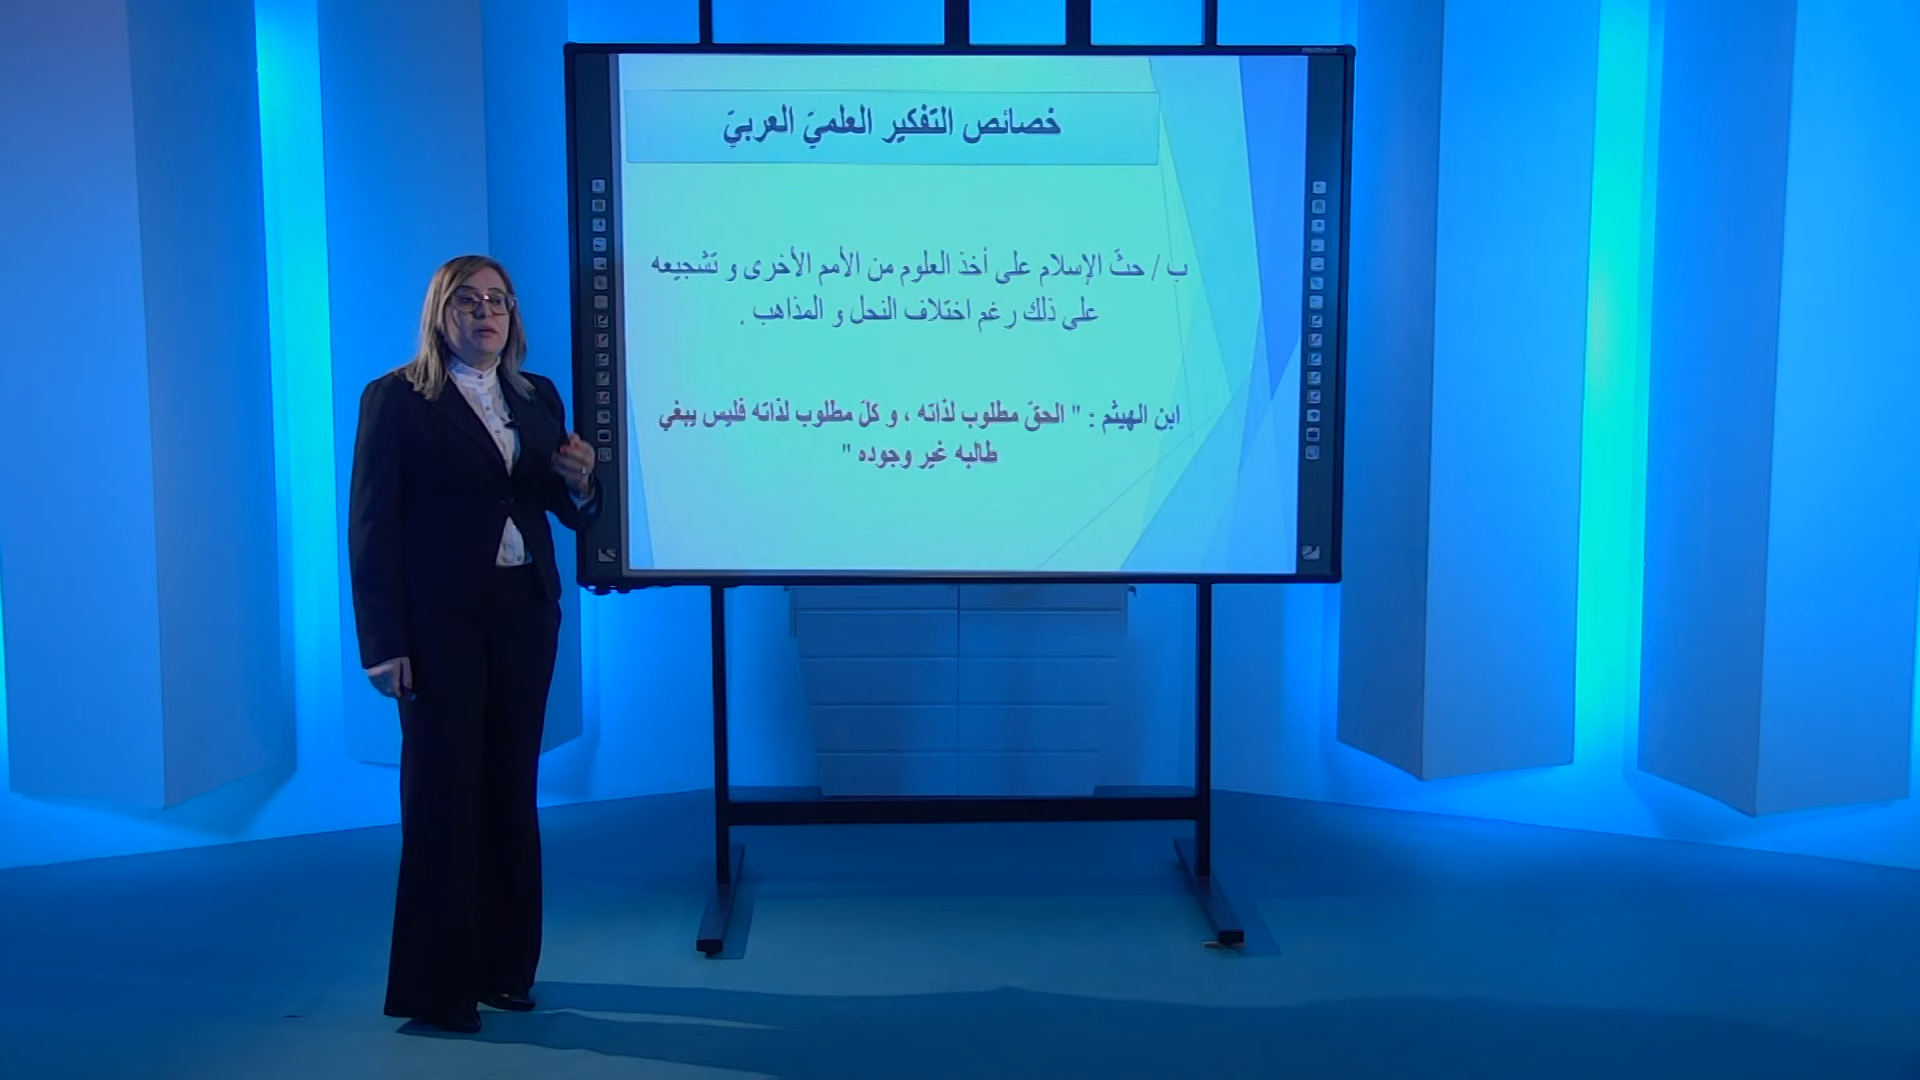 خصائص التفكير العلميّ العربيّ
ب / حثّ الإسلام على أخذ العلوم من الأمم الأخرى و تشجيعه
على ذلك رغم اختلاف النحل و المذاهب .
ابن الهيثم : " الحقّ مطلوب لذاته ، و كلّ مطلوب لذاته فليس يبغي
طالبه غير وجوده "